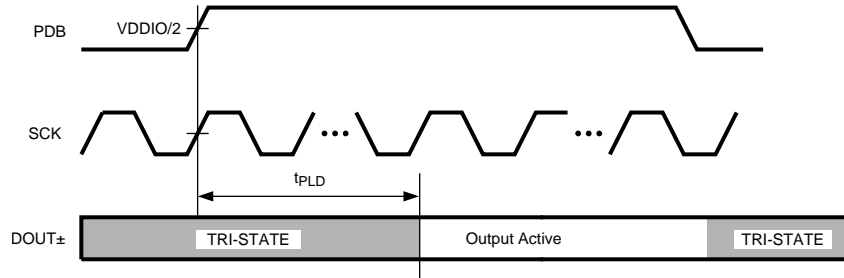 PDB
VDDIO/2
SCK
tPLD
DOUT±
TRI-STATE
Output Active
TRI-STATE